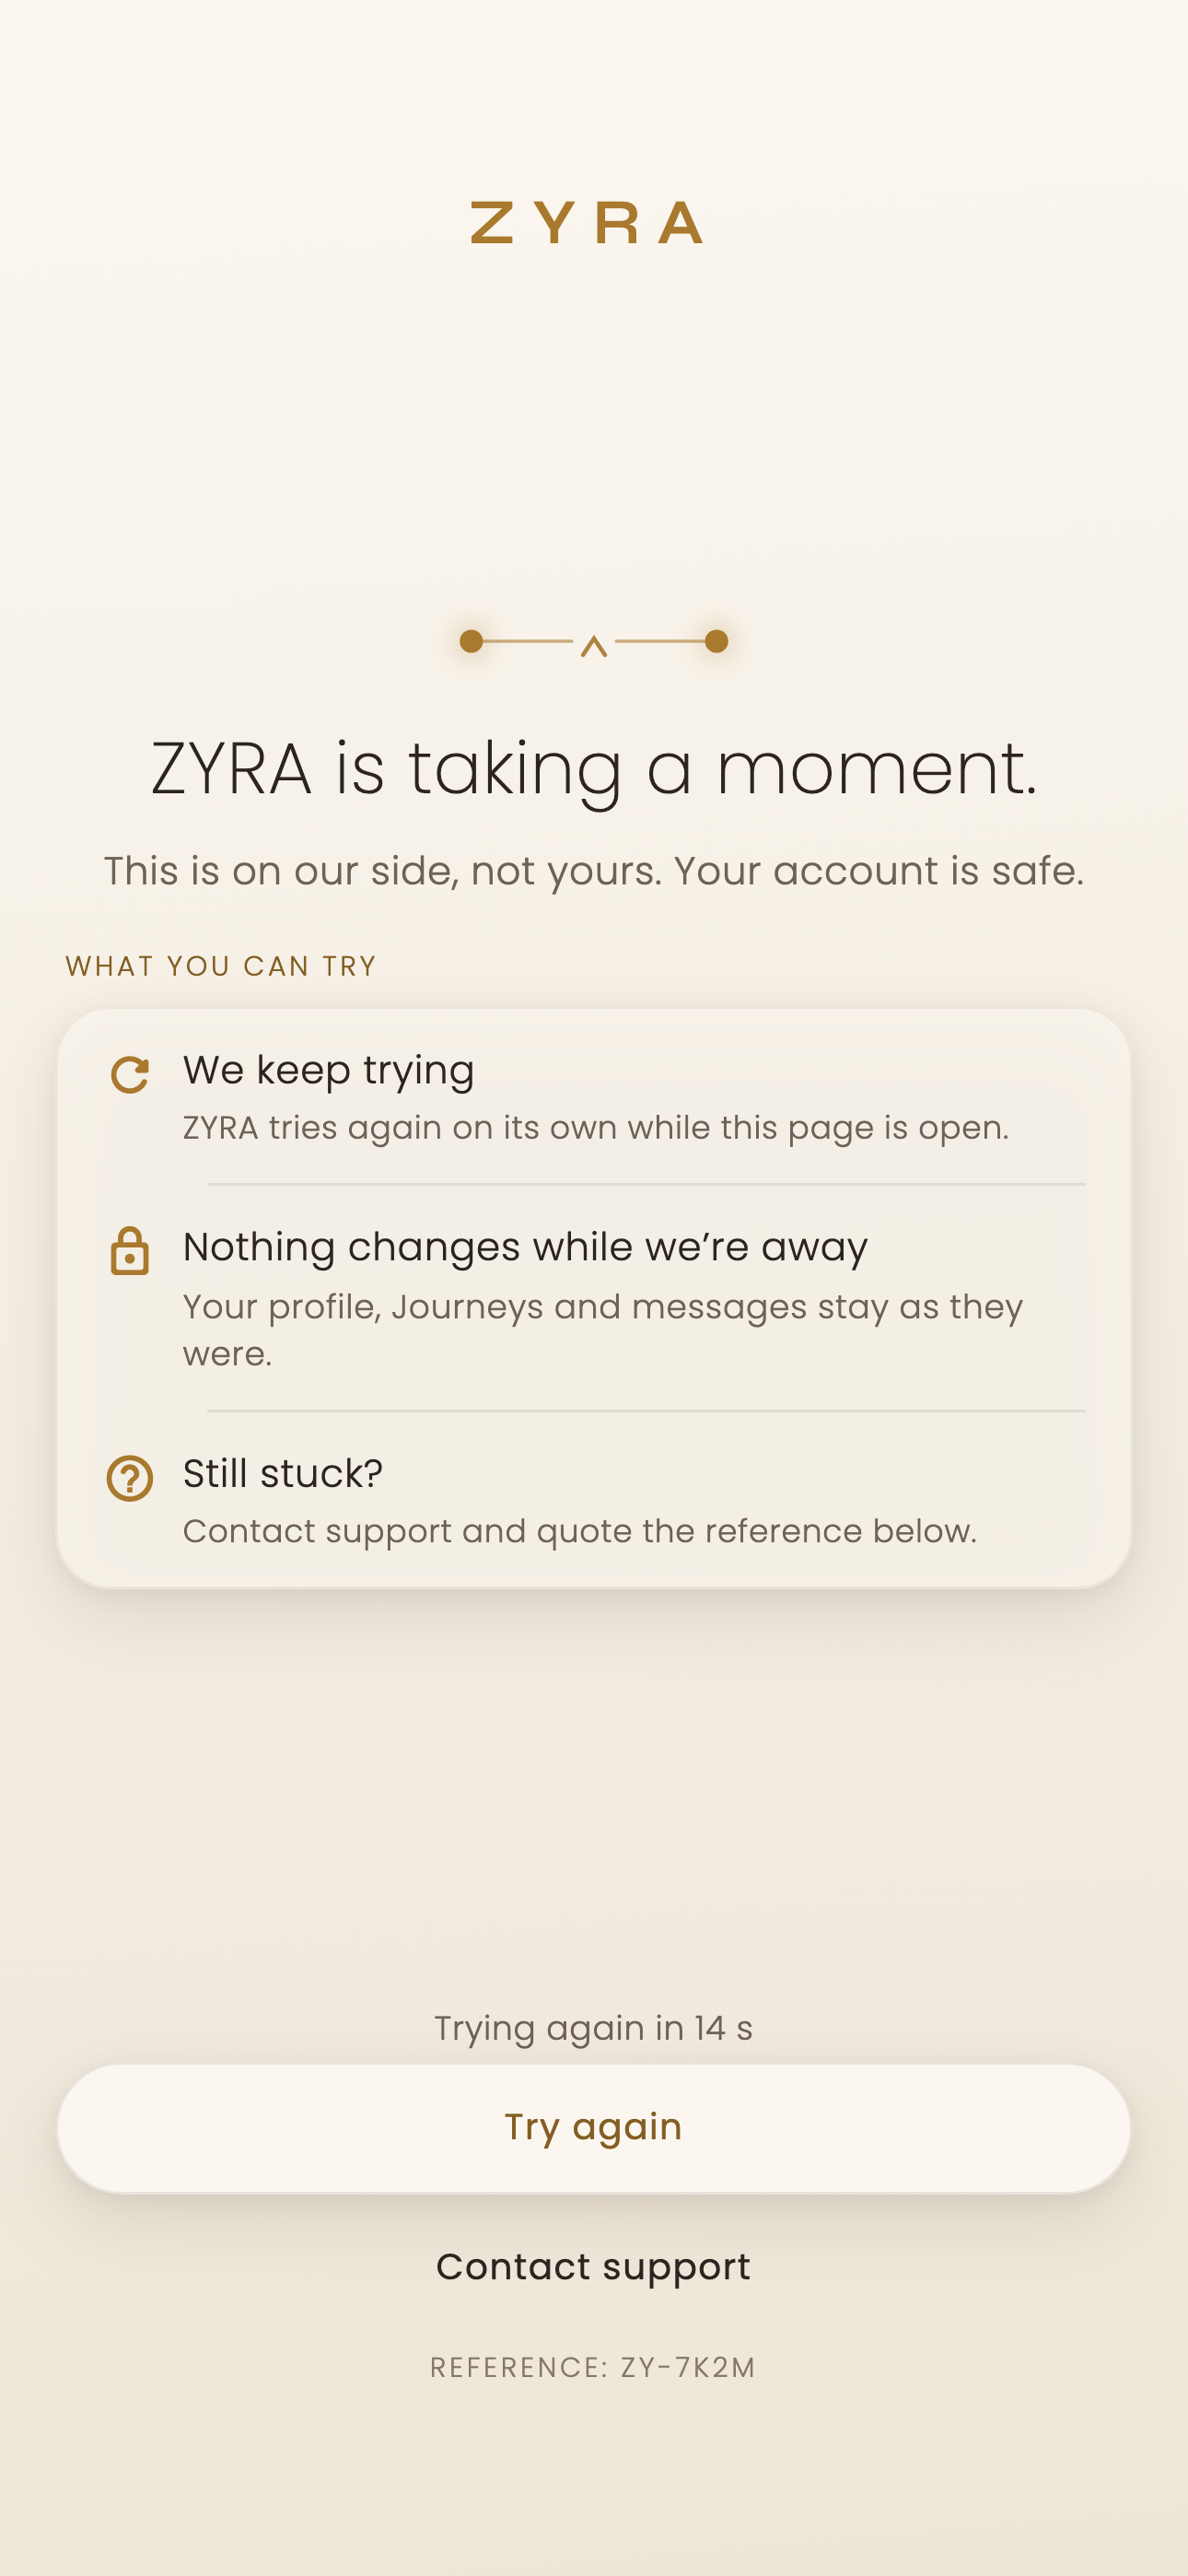 ZYRA
ZYRA is taking a moment.
This is on our side, not yours. Your account is safe.
WHAT YOU CAN TRY
We keep trying
ZYRA tries again on its own while this page is open.
Nothing changes while we’re away
Your profile, Journeys and messages stay as they
were.
Still stuck?
Contact support and quote the reference below.
Trying again in 14 s
Try again
Contact support
REFERENCE: ZY-7K2M